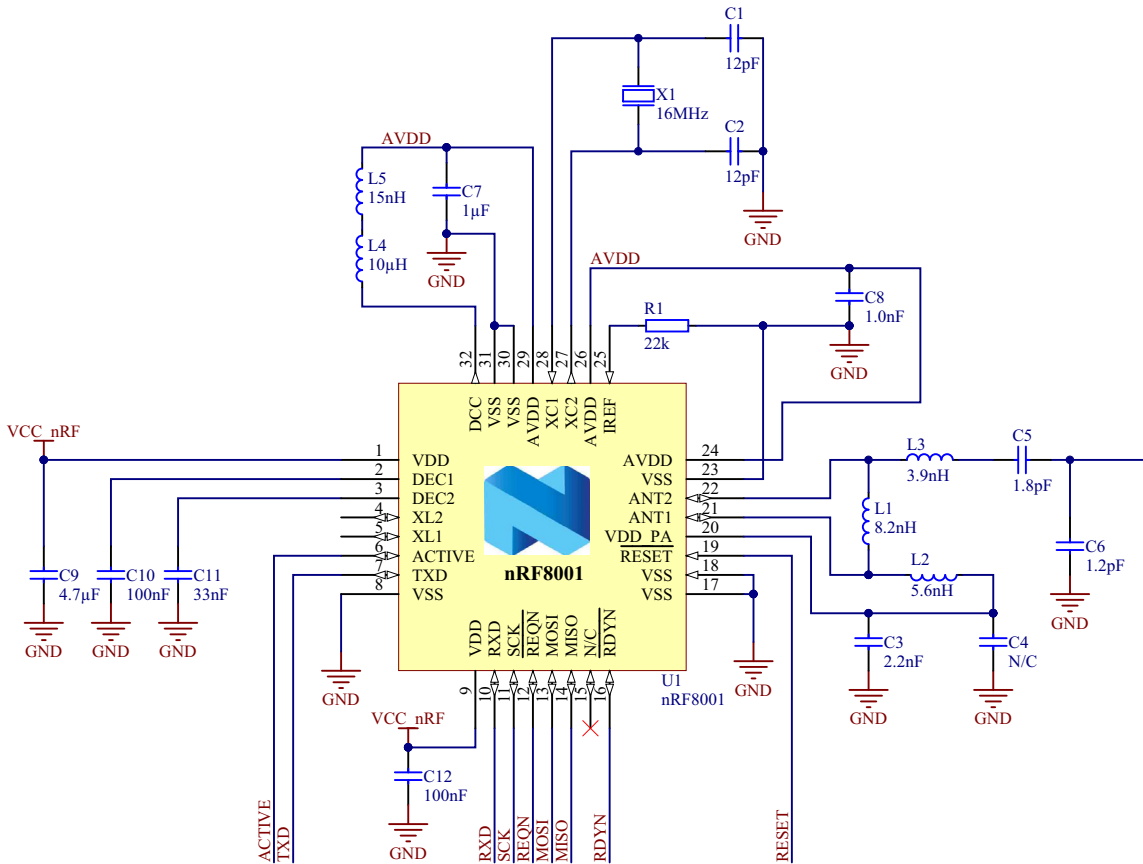 C1
12pF
X1
16MHz
C2
12pF
GND
AVDD
L5
15nH
C7
1µF
L4
10µH
GND
AVDD
C8
1.0nF
R1
22k
GND
32
31
30
29
28
27
26
25
DCC
VSS
VSS
AVDD
XC1
XC2
AVDD
IREF
VCC_nRF
1
2
3
4
5
6
7
8
VDD
DEC1
DEC2
XL2
XL1
ACTIVE
TXD
VSS
nRF8001
AVDD
VSS
ANT2
ANT1
VDD_PA
RESET
VSS
VSS
24
23
22
21
20
19
18
17
L3
3.9nH
C5
1.8pF
L1
8.2nH
L2
5.6nH
C6
1.2pF
GND
C9
4.7µF
C10
100nF
C11
33nF
GND
GND
GND
C3
2.2nF
C4
N/C
GND
GND
VDD
RXD
SCK
REQN
MOSI
MISO
N/C
RDYN
9
10
11
12
13
14
15
16
U1
nRF8001
GND
GND
VCC_nRF
C12
100nF
GND
ACTIVE
TXD
RXD
SCK
REQN
MOSI
MISO
RDYN
RESET